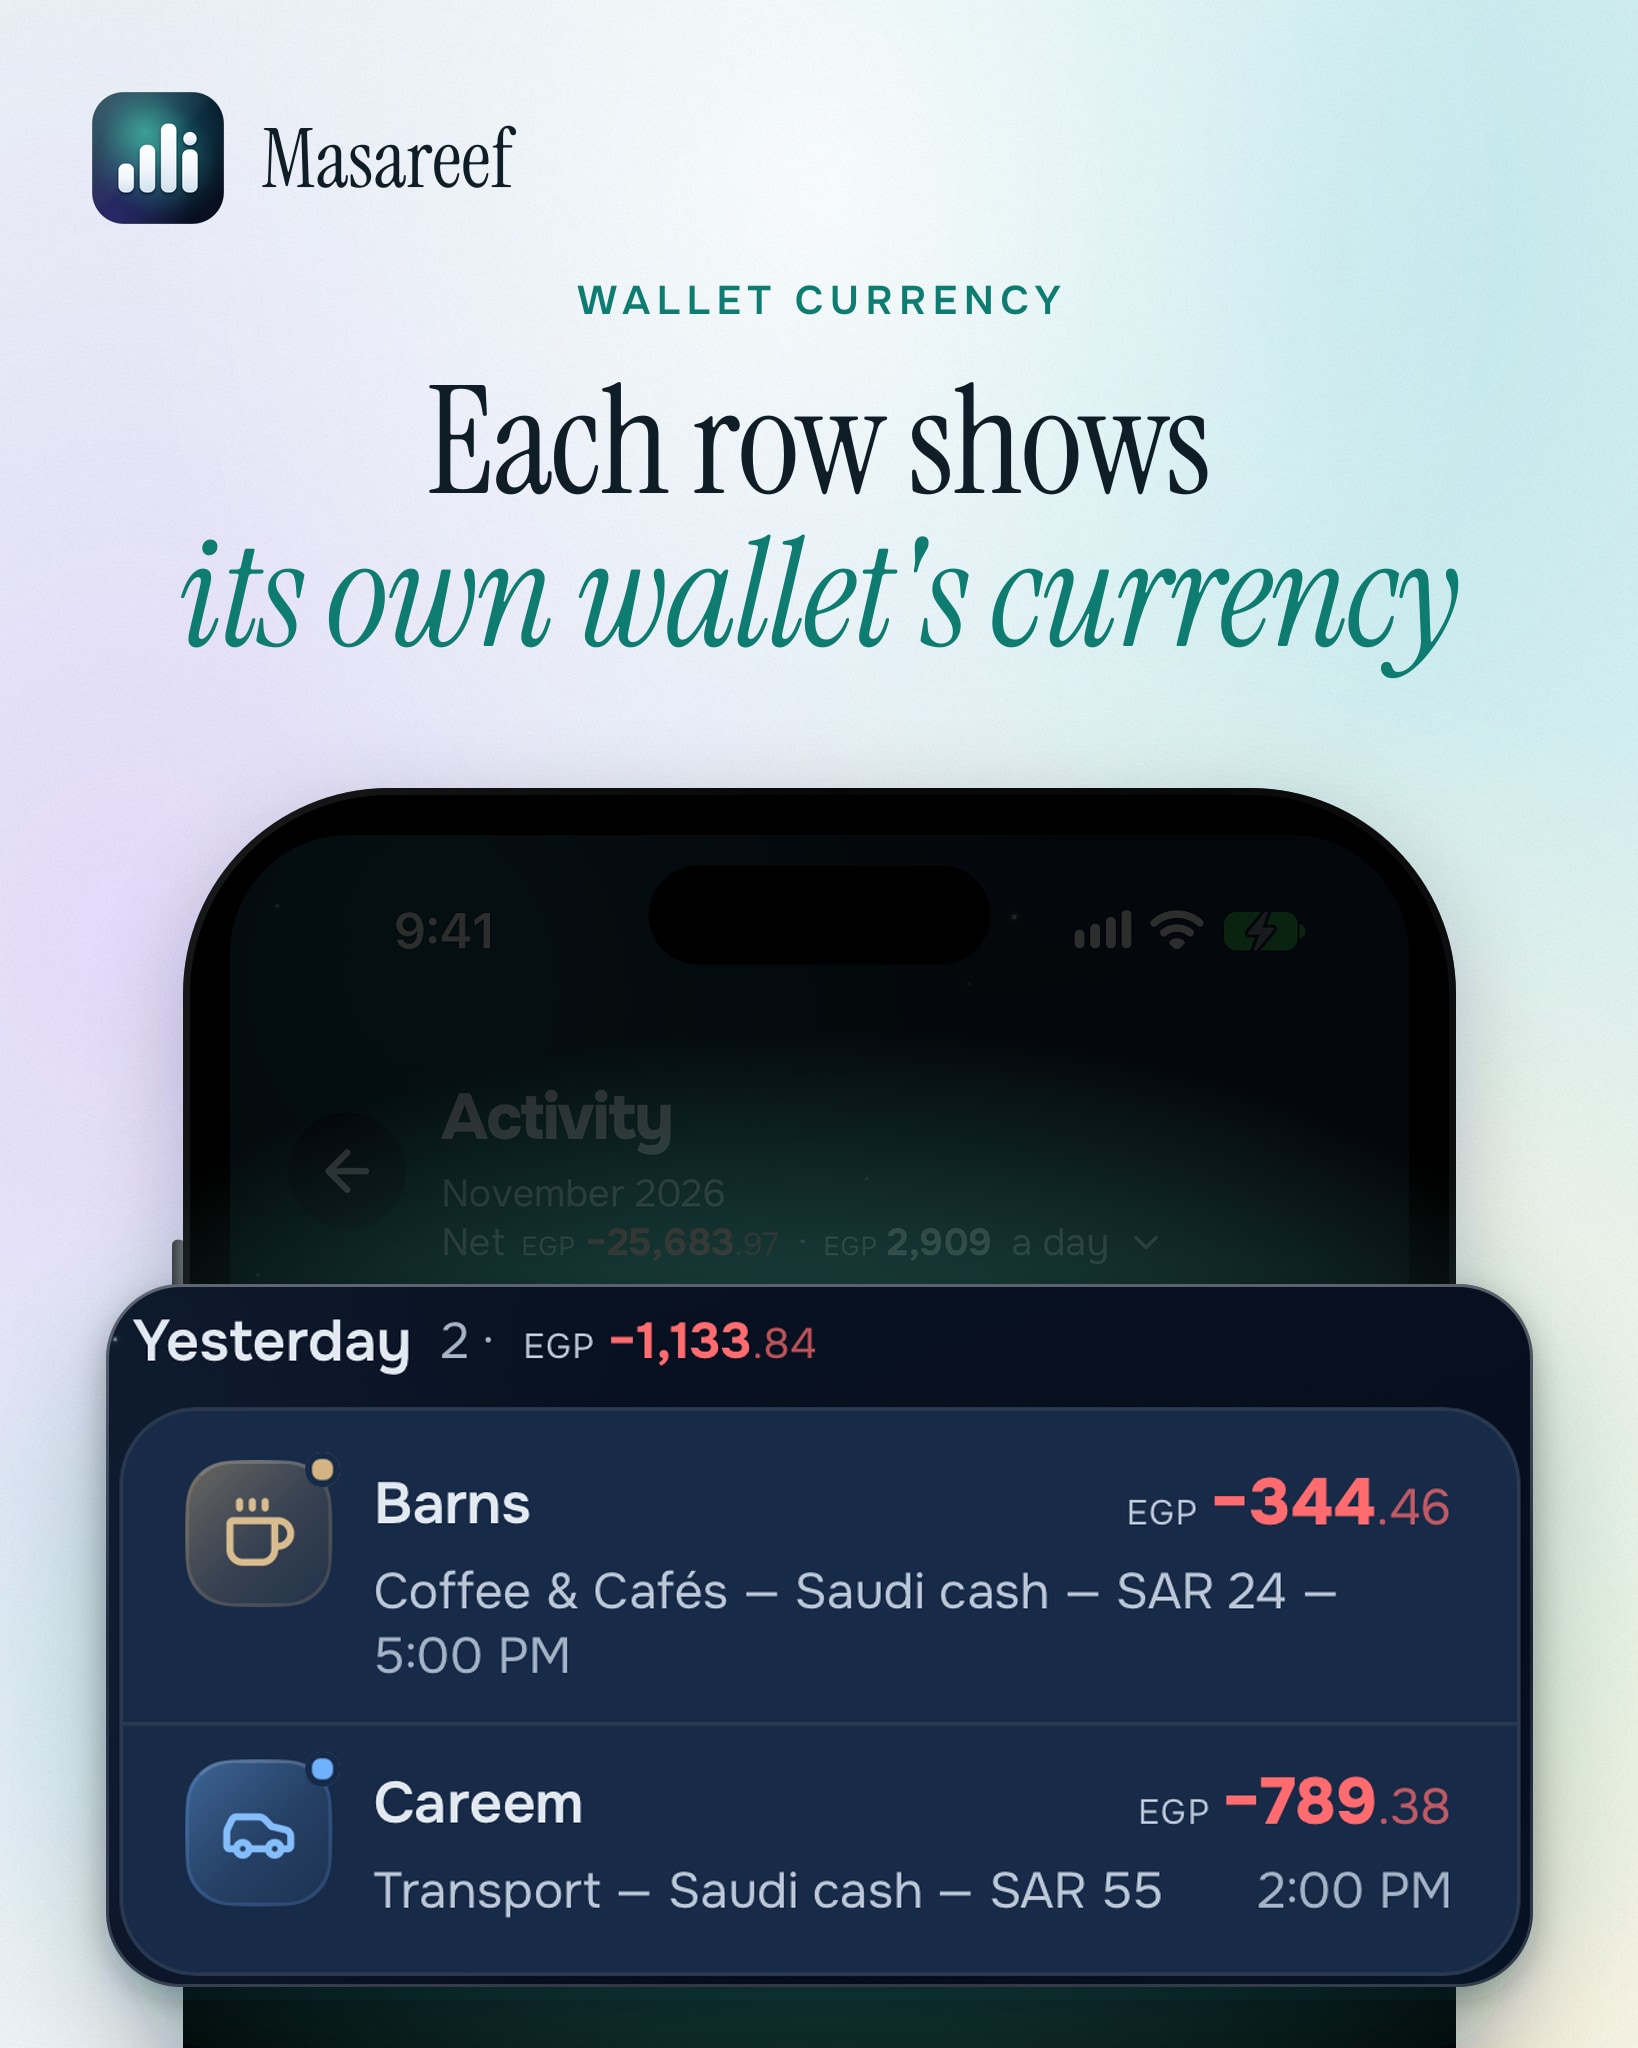 Masareef
WALLET CURRENCY
Each row shows
its own wallet's currency
9:41
Activity
November 2026
Net EGP −25,683.97 · EGP 2,909 a day
Yesterday 2 · EGP −1,133.84
Barns EGP −344.46
Coffee & Cafés — Saudi cash — SAR 24 —
5:00 PM
Careem EGP −789.38
Transport — Saudi cash — SAR 55 2:00 PM